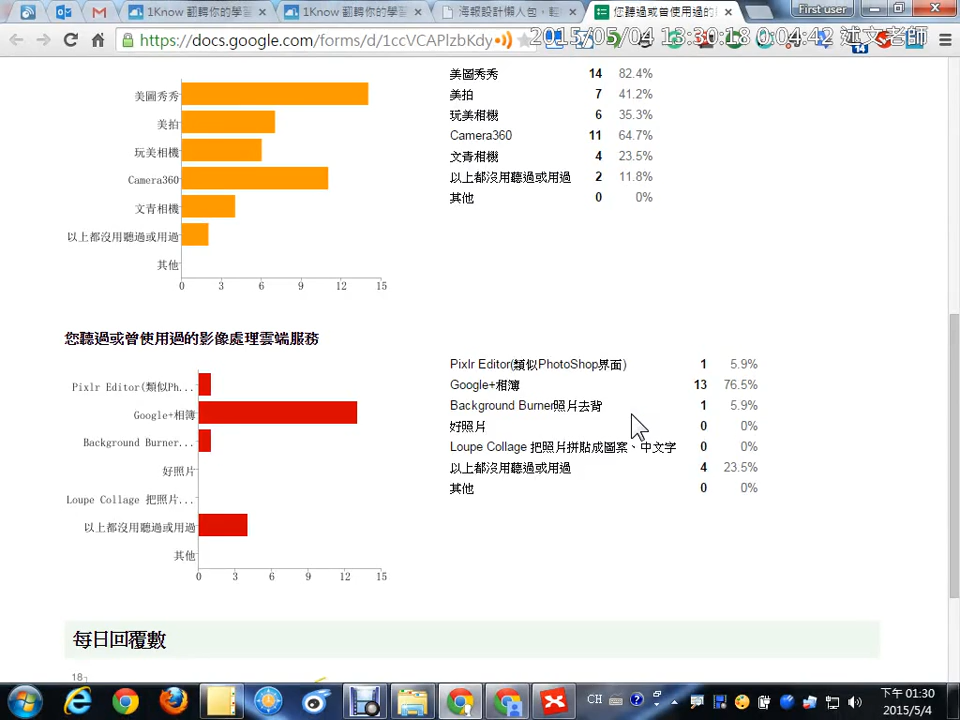 1Know 翻轉你的學習
1Know 翻轉你的學習
海報設計懶人包，輕
您聽過或曾使用過的
First user
https://docs.google.com/forms/d/1ccVCAPlzbKdy
2015/05/04 13:30:18 0:04:42 述文老師
美圖秀秀
美拍
玩美相機
Camera360
文青相機
以上都沒用聽過或用過
其他
0 3 6 9 12 15
美圖秀秀 14 82.4%
美拍 7 41.2%
玩美相機 6 35.3%
Camera360 11 64.7%
文青相機 4 23.5%
以上都沒用聽過或用過 2 11.8%
其他 0 0%
您聽過或曾使用過的影像處理雲端服務
Pixlr Editor(類似Ph...
Google+相簿
Background Burner...
好照片
Loupe Collage 把照片...
以上都沒用聽過或用過
其他
0 3 6 9 12 15
Pixlr Editor(類似PhotoShop界面) 1 5.9%
Google+相簿 13 76.5%
Background Burner照片去背 1 5.9%
好照片 0 0%
Loupe Collage 把照片拼貼成圖案、中文字 0 0%
以上都沒用聽過或用過 4 23.5%
其他 0 0%
每日回覆數
18
CH
下午 01:30
2015/5/4